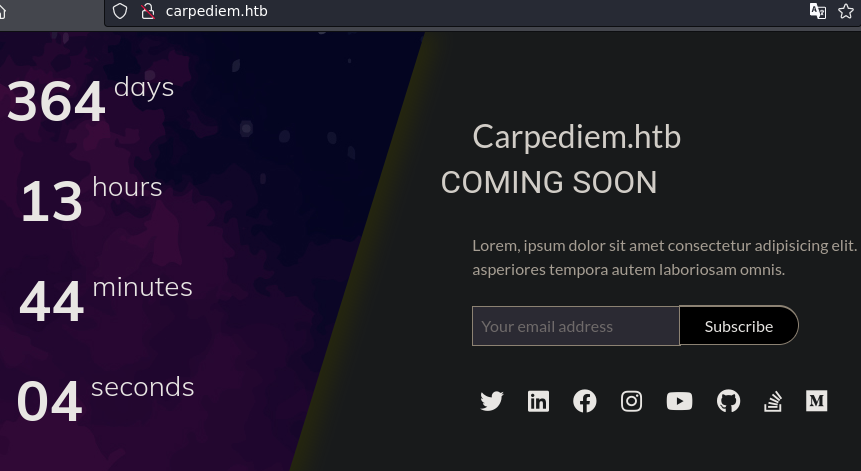 carpediem.htb
364 days
13 hours
44 minutes
04 seconds
Carpediem.htb
COMING SOON
Lorem, ipsum dolor sit amet consectetur adipisicing elit.
asperiores tempora autem laboriosam omnis.
Your email address
Subscribe